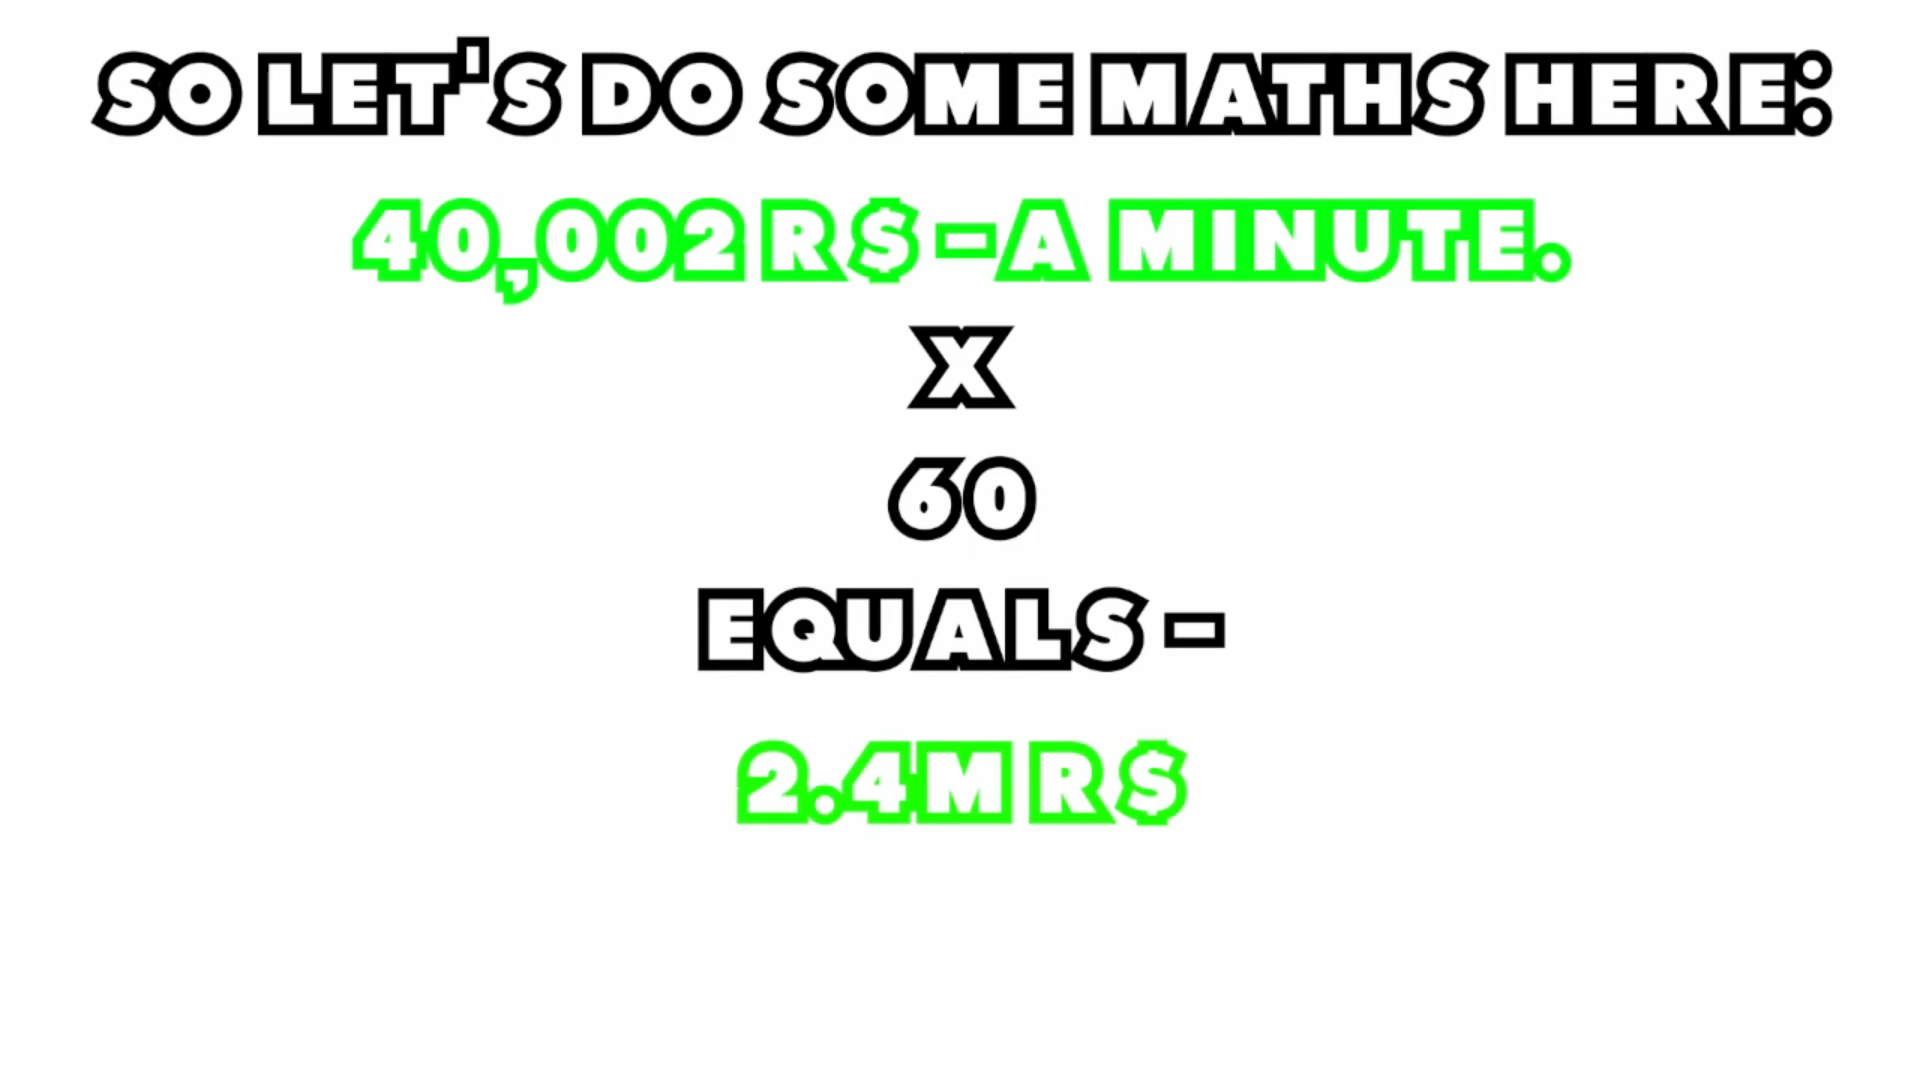 SO LET'S DO SOME MATHS HERE:
40,002 R$ -A MINUTE.
X
60
EQUALS -
2.4M R$